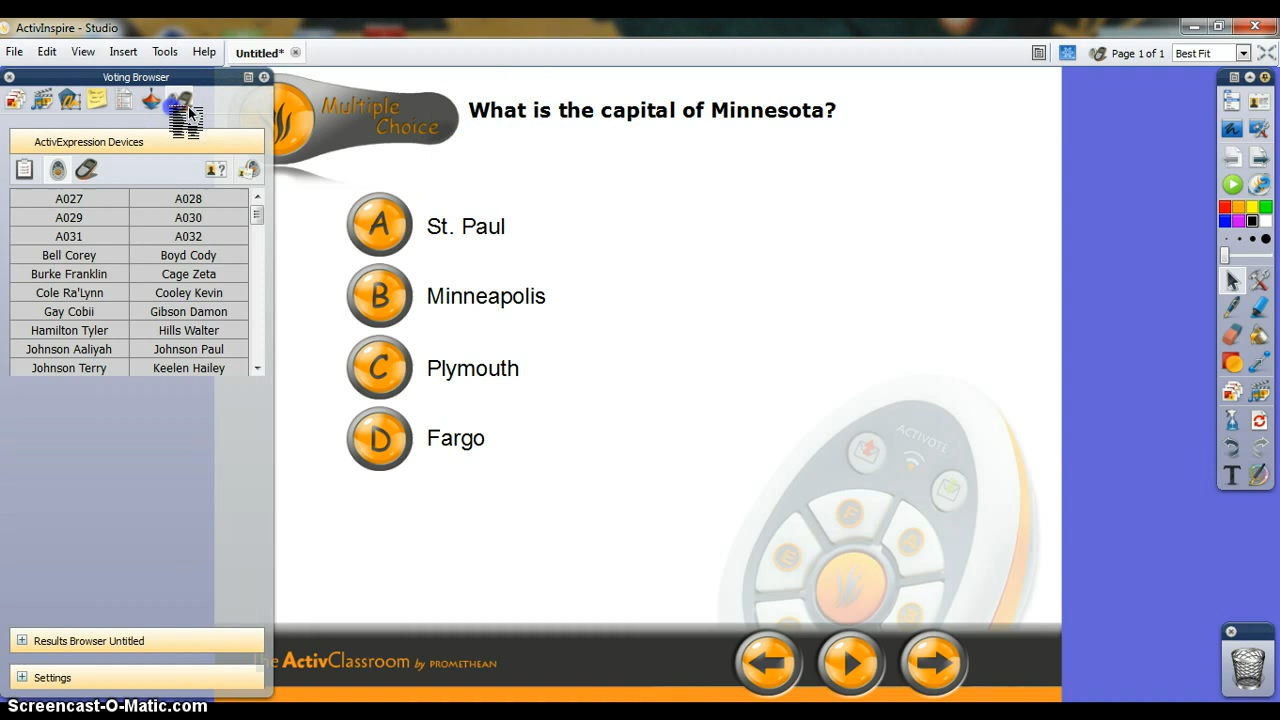 ActivInspire - Studio
File Edit View Insert Tools Help Untitled* Page 1 of 1 Best Fit
Voting Browser
ActivExpression Devices
A027 A028
A029 A030
A031 A032
Bell Corey Boyd Cody
Burke Franklin Cage Zeta
Cole Ra'Lynn Cooley Kevin
Gay Cobii Gibson Damon
Hamilton Tyler Hills Walter
Johnson Aaliyah Johnson Paul
Johnson Terry Keelen Hailey
Results Browser Untitled
Settings
Multiple
Choice
What is the capital of Minnesota?
A St. Paul
B Minneapolis
C Plymouth
D Fargo
ACTIVOTE
F
A
E
B
The ActivClassroom by PROMETHEAN
T
Screencast-O-Matic.com